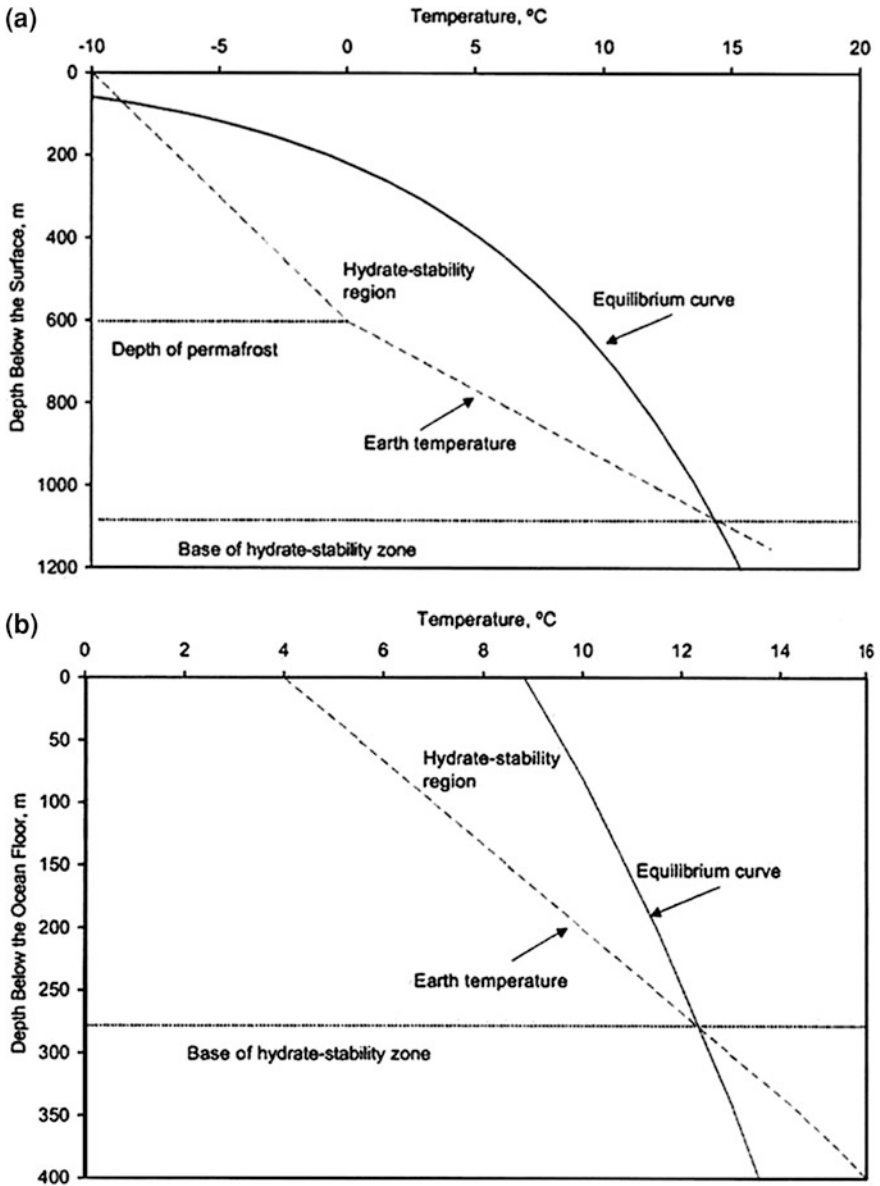 (a)
Temperature, ºC
-10 -5 0 5 10 15 20
Depth Below the Surface, m
0
200
400
600
800
1000
1200
Hydrate-stability
region
Equilibrium curve
Depth of permafrost
Earth temperature
Base of hydrate-stability zone
(b)
Temperature, ºC
0 2 4 6 8 10 12 14 16
Depth Below the Ocean Floor, m
0
50
100
150
200
250
300
350
400
Hydrate-stability
region
Equilibrium curve
Earth temperature
Base of hydrate-stability zone